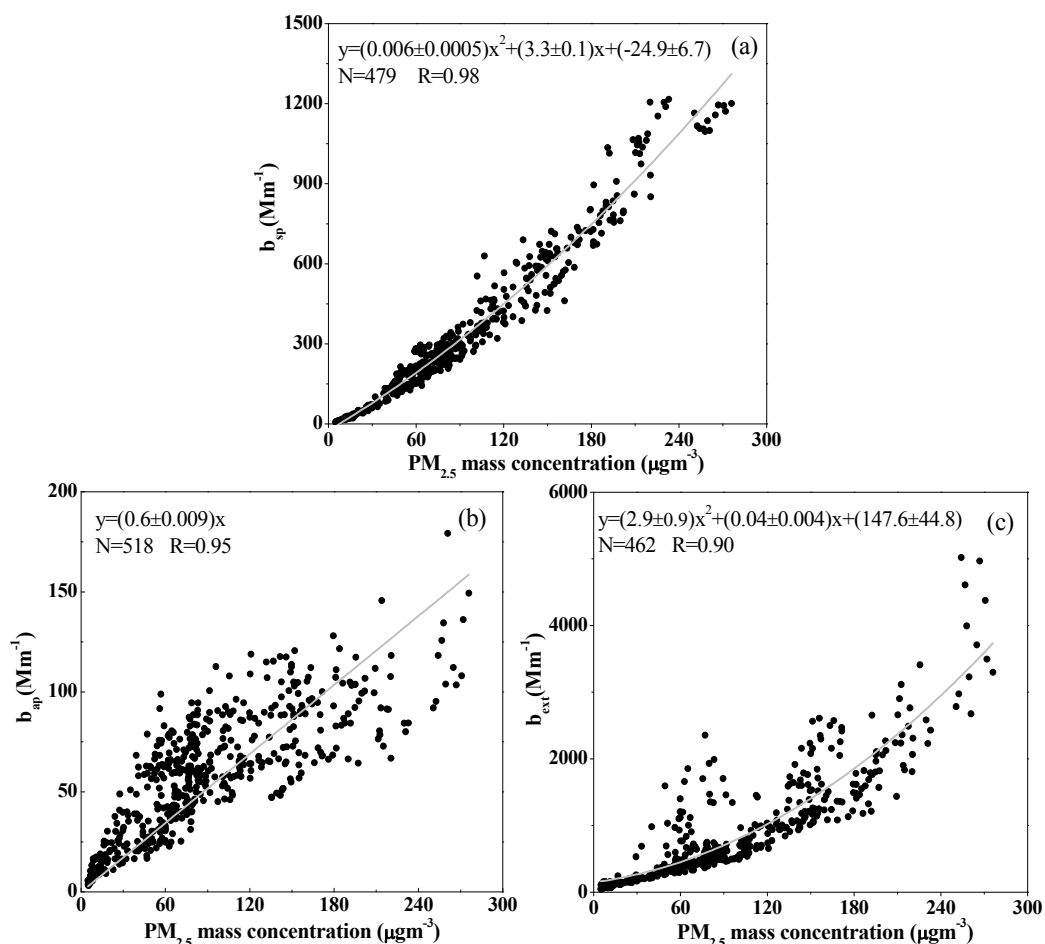 1500
y=(0.006±0.0005)x²+(3.3±0.1)x+(-24.9±6.7) (a)
N=479 R=0.98
1200
900
600
300
0
b_sp (Mm⁻¹)
0 60 120 180 240 300
PM₂.₅ mass concentration (µgm⁻³)
200
y=(0.6±0.009)x (b)
N=518 R=0.95
150
100
50
0
b_ap (Mm⁻¹)
0 60 120 180 240 300
PM₂.₅ mass concentration (µgm⁻³)
6000
y=(2.9±0.9)x²+(0.04±0.004)x+(147.6±44.8) (c)
N=462 R=0.90
4000
2000
0
b_ext (Mm⁻¹)
0 60 120 180 240 300
PM₂.₅ mass concentration (µgm⁻³)